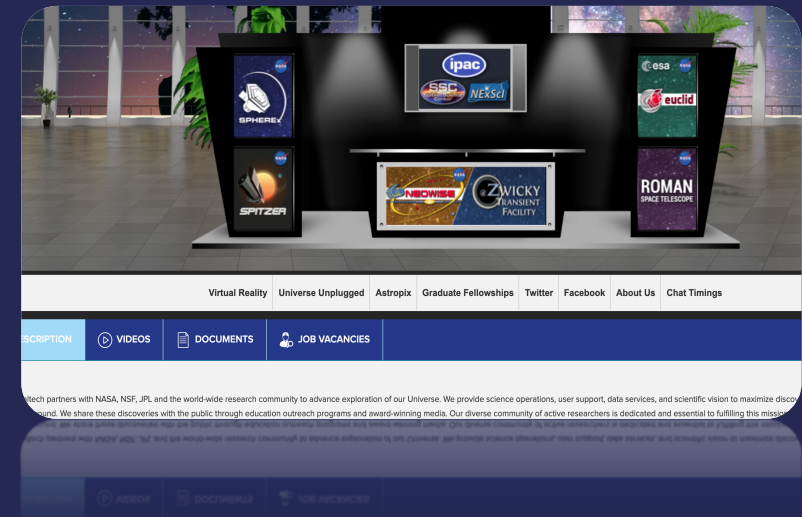 ipac
SSC
NExScI
esa
euclid
SPHEREx
SPITZER
NEOWISE
ZWICKY
TRANSIENT
FACILITY
ROMAN
SPACE TELESCOPE
Virtual Reality Universe Unplugged Astropix Graduate Fellowships Twitter Facebook About Us Chat Timings
SCRIPTION VIDEOS DOCUMENTS JOB VACANCIES
ltech partners with NASA, NSF, JPL and the world-wide research community to advance exploration of our Universe. We provide science operations, user support, data services, and scientific vision to maximize discov
ound. We share these discoveries with the public through education outreach programs and award-winning media. Our diverse community of active researchers is dedicated and essential to fulfilling this mission